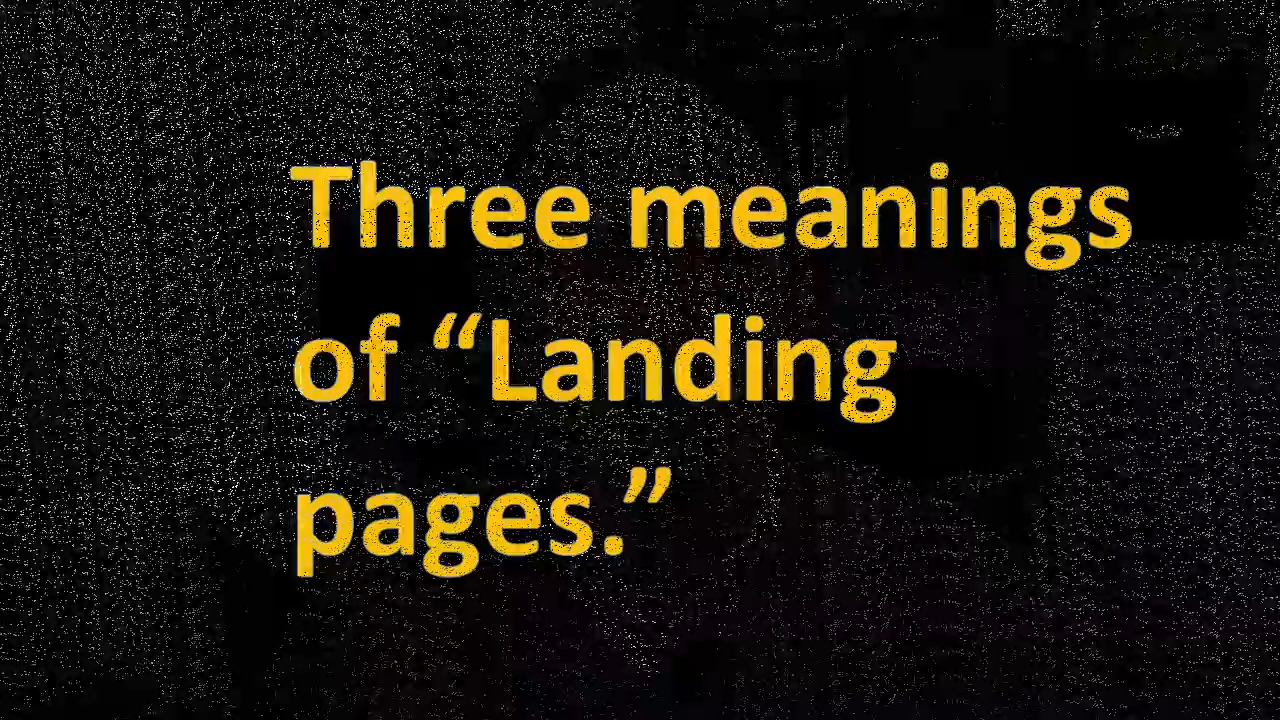 Three meanings
of “Landing
pages.”